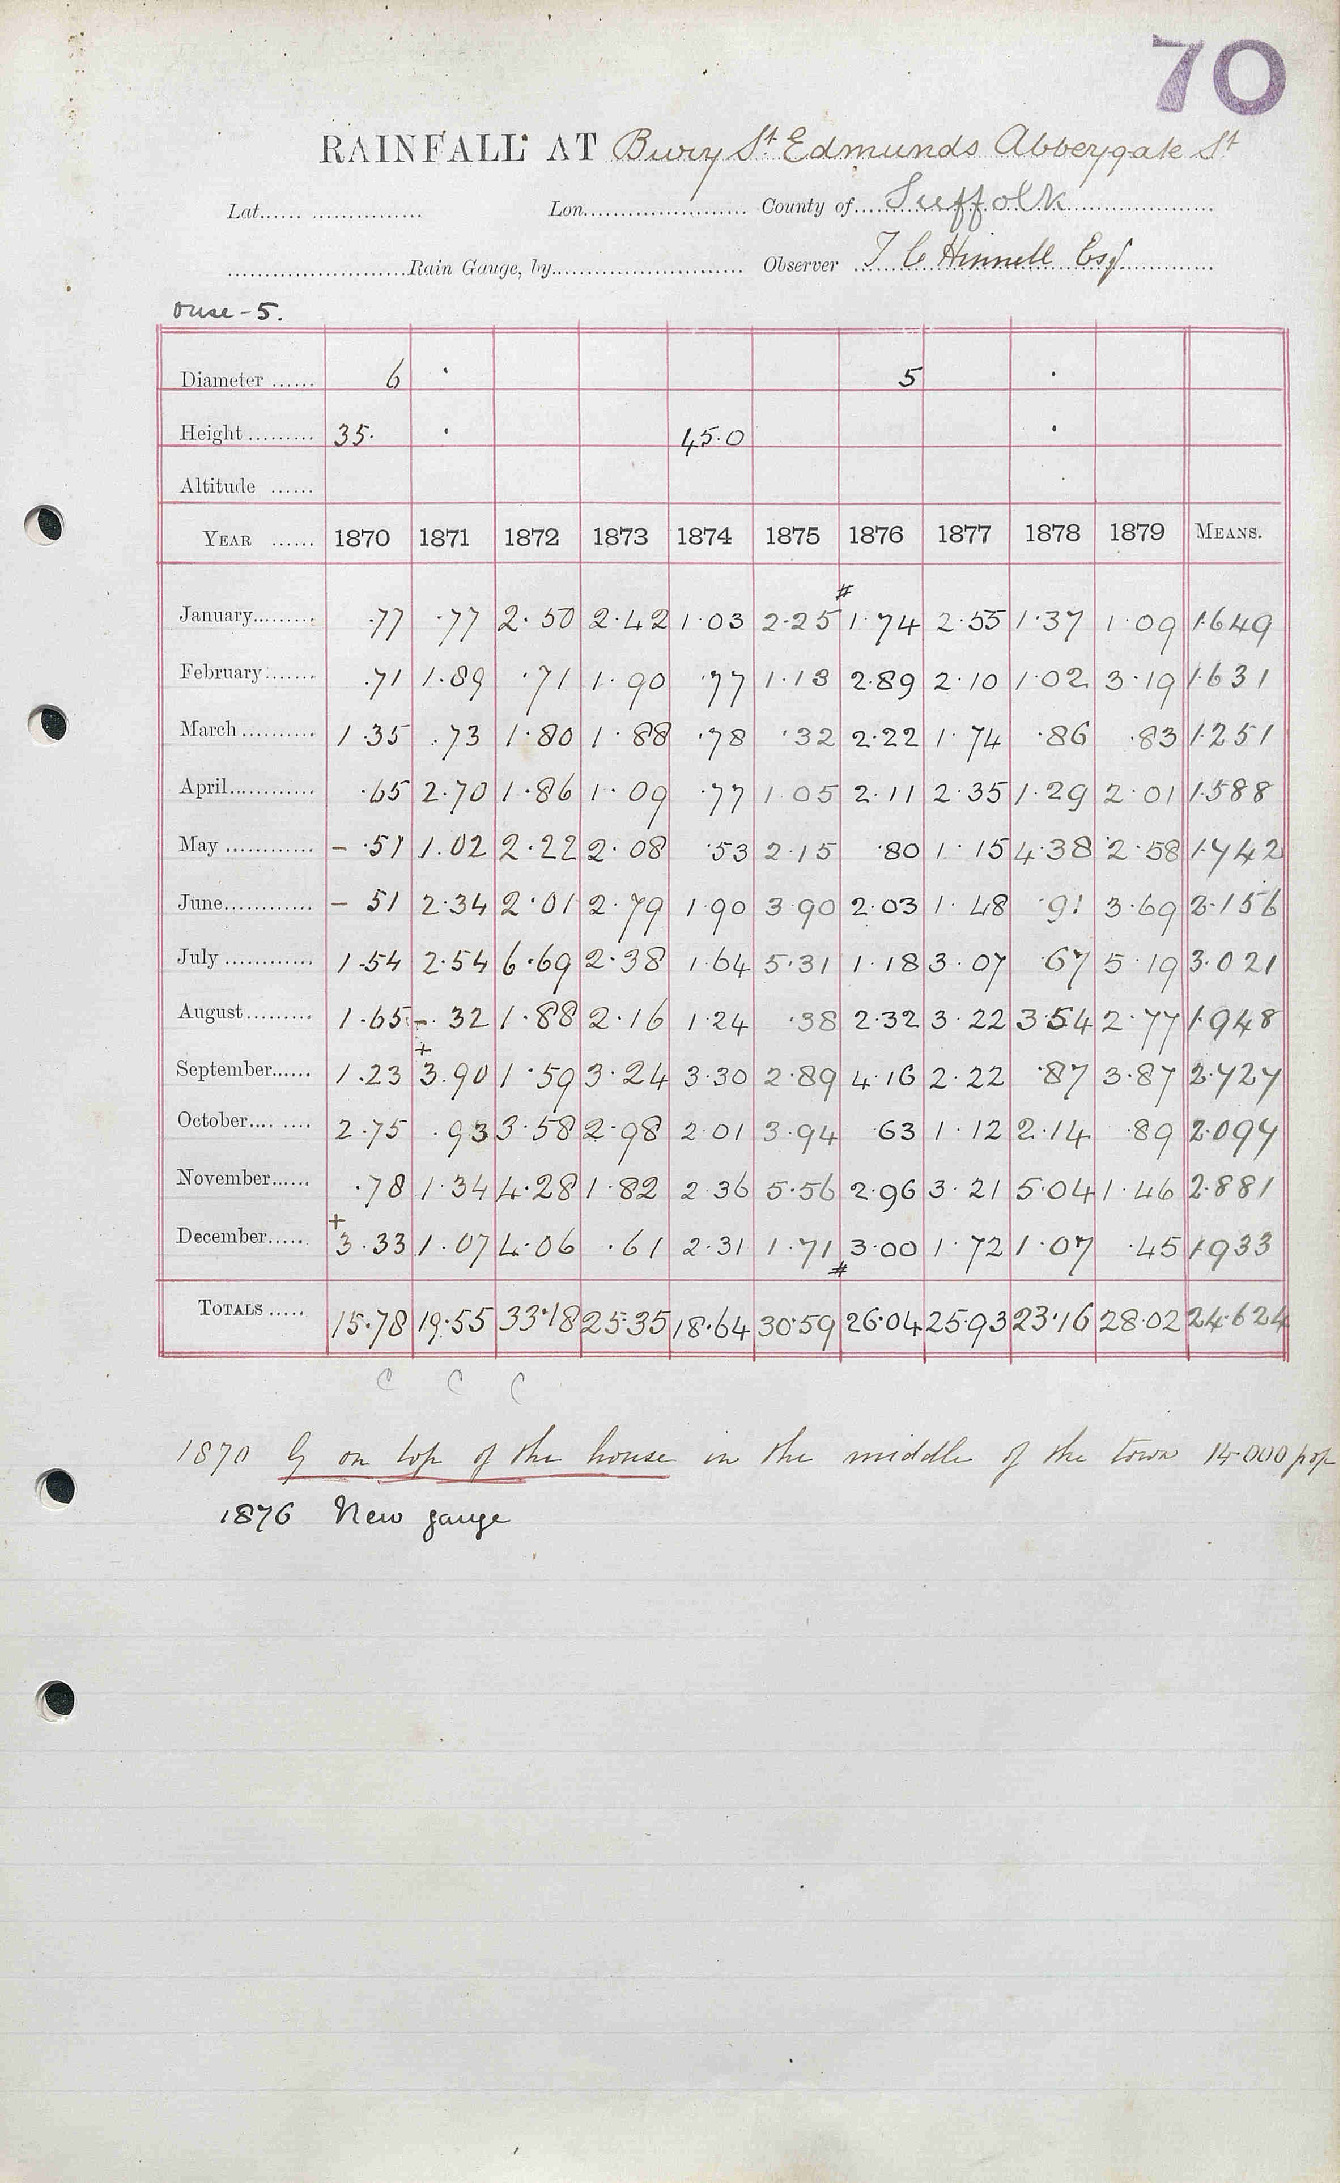 70
RAINFALL AT Bury St Edmunds Abbeygate St
Lat. Lon. County of Suffolk
Rain Gauge, by Observer T C Hinnell Esq
Ouse-5.
Diameter 6 5
Height 35. 45.0
Altitude
YEAR 1870 1871 1872 1873 1874 1875 1876 1877 1878 1879 MEANS.
#
January .77 .77 2.50 2.42 1.03 2.25 1.74 2.55 1.37 1.09 1.649
February .71 1.89 .71 1.90 .77 1.13 2.89 2.10 1.02 3.19 1.631
March 1.35 .73 1.80 1.88 .78 .32 2.22 1.74 .86 .83 1.251
April .65 2.70 1.86 1.09 .77 1.05 2.11 2.35 1.29 2.01 1.588
May - .51 1.02 2.22 2.08 .53 2.15 .80 1.15 4.38 2.58 1.742
June - 51 2.34 2.01 2.79 1.90 3.90 2.03 1.48 .91 3.69 2.156
July 1.54 2.54 6.69 2.38 1.64 5.31 1.18 3.07 .67 5.19 3.021
August 1.65 - .32 1.88 2.16 1.24 .38 2.32 3.22 3.54 2.77 1.948
+
September 1.23 3.90 1.59 3.24 3.30 2.89 4.16 2.22 .87 3.87 2.727
October 2.75 .93 3.58 2.98 2.01 3.94 .63 1.12 2.14 .89 2.097
November .78 1.34 4.28 1.82 2.36 5.56 2.96 3.21 5.04 1.46 2.881
+
December 3.33 1.07 4.06 .61 2.31 1.71 3.00 1.72 1.07 .45 1.933
#
TOTALS 15.78 19.55 33.18 25.35 18.64 30.59 26.04 25.93 23.16 28.02 24.624
C C C
1870 G on top of the house in the middle of the town 14.000 pop
1876 New gauge